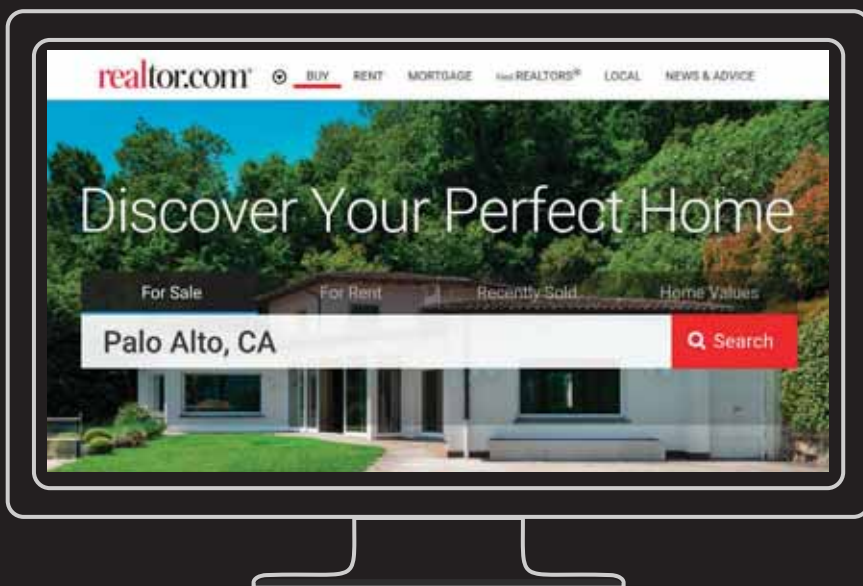 realtor.com® BUY RENT MORTGAGE Find REALTORS® LOCAL NEWS & ADVICE
Discover Your Perfect Home
For Sale For Rent Recently Sold Home Values
Palo Alto, CA Search